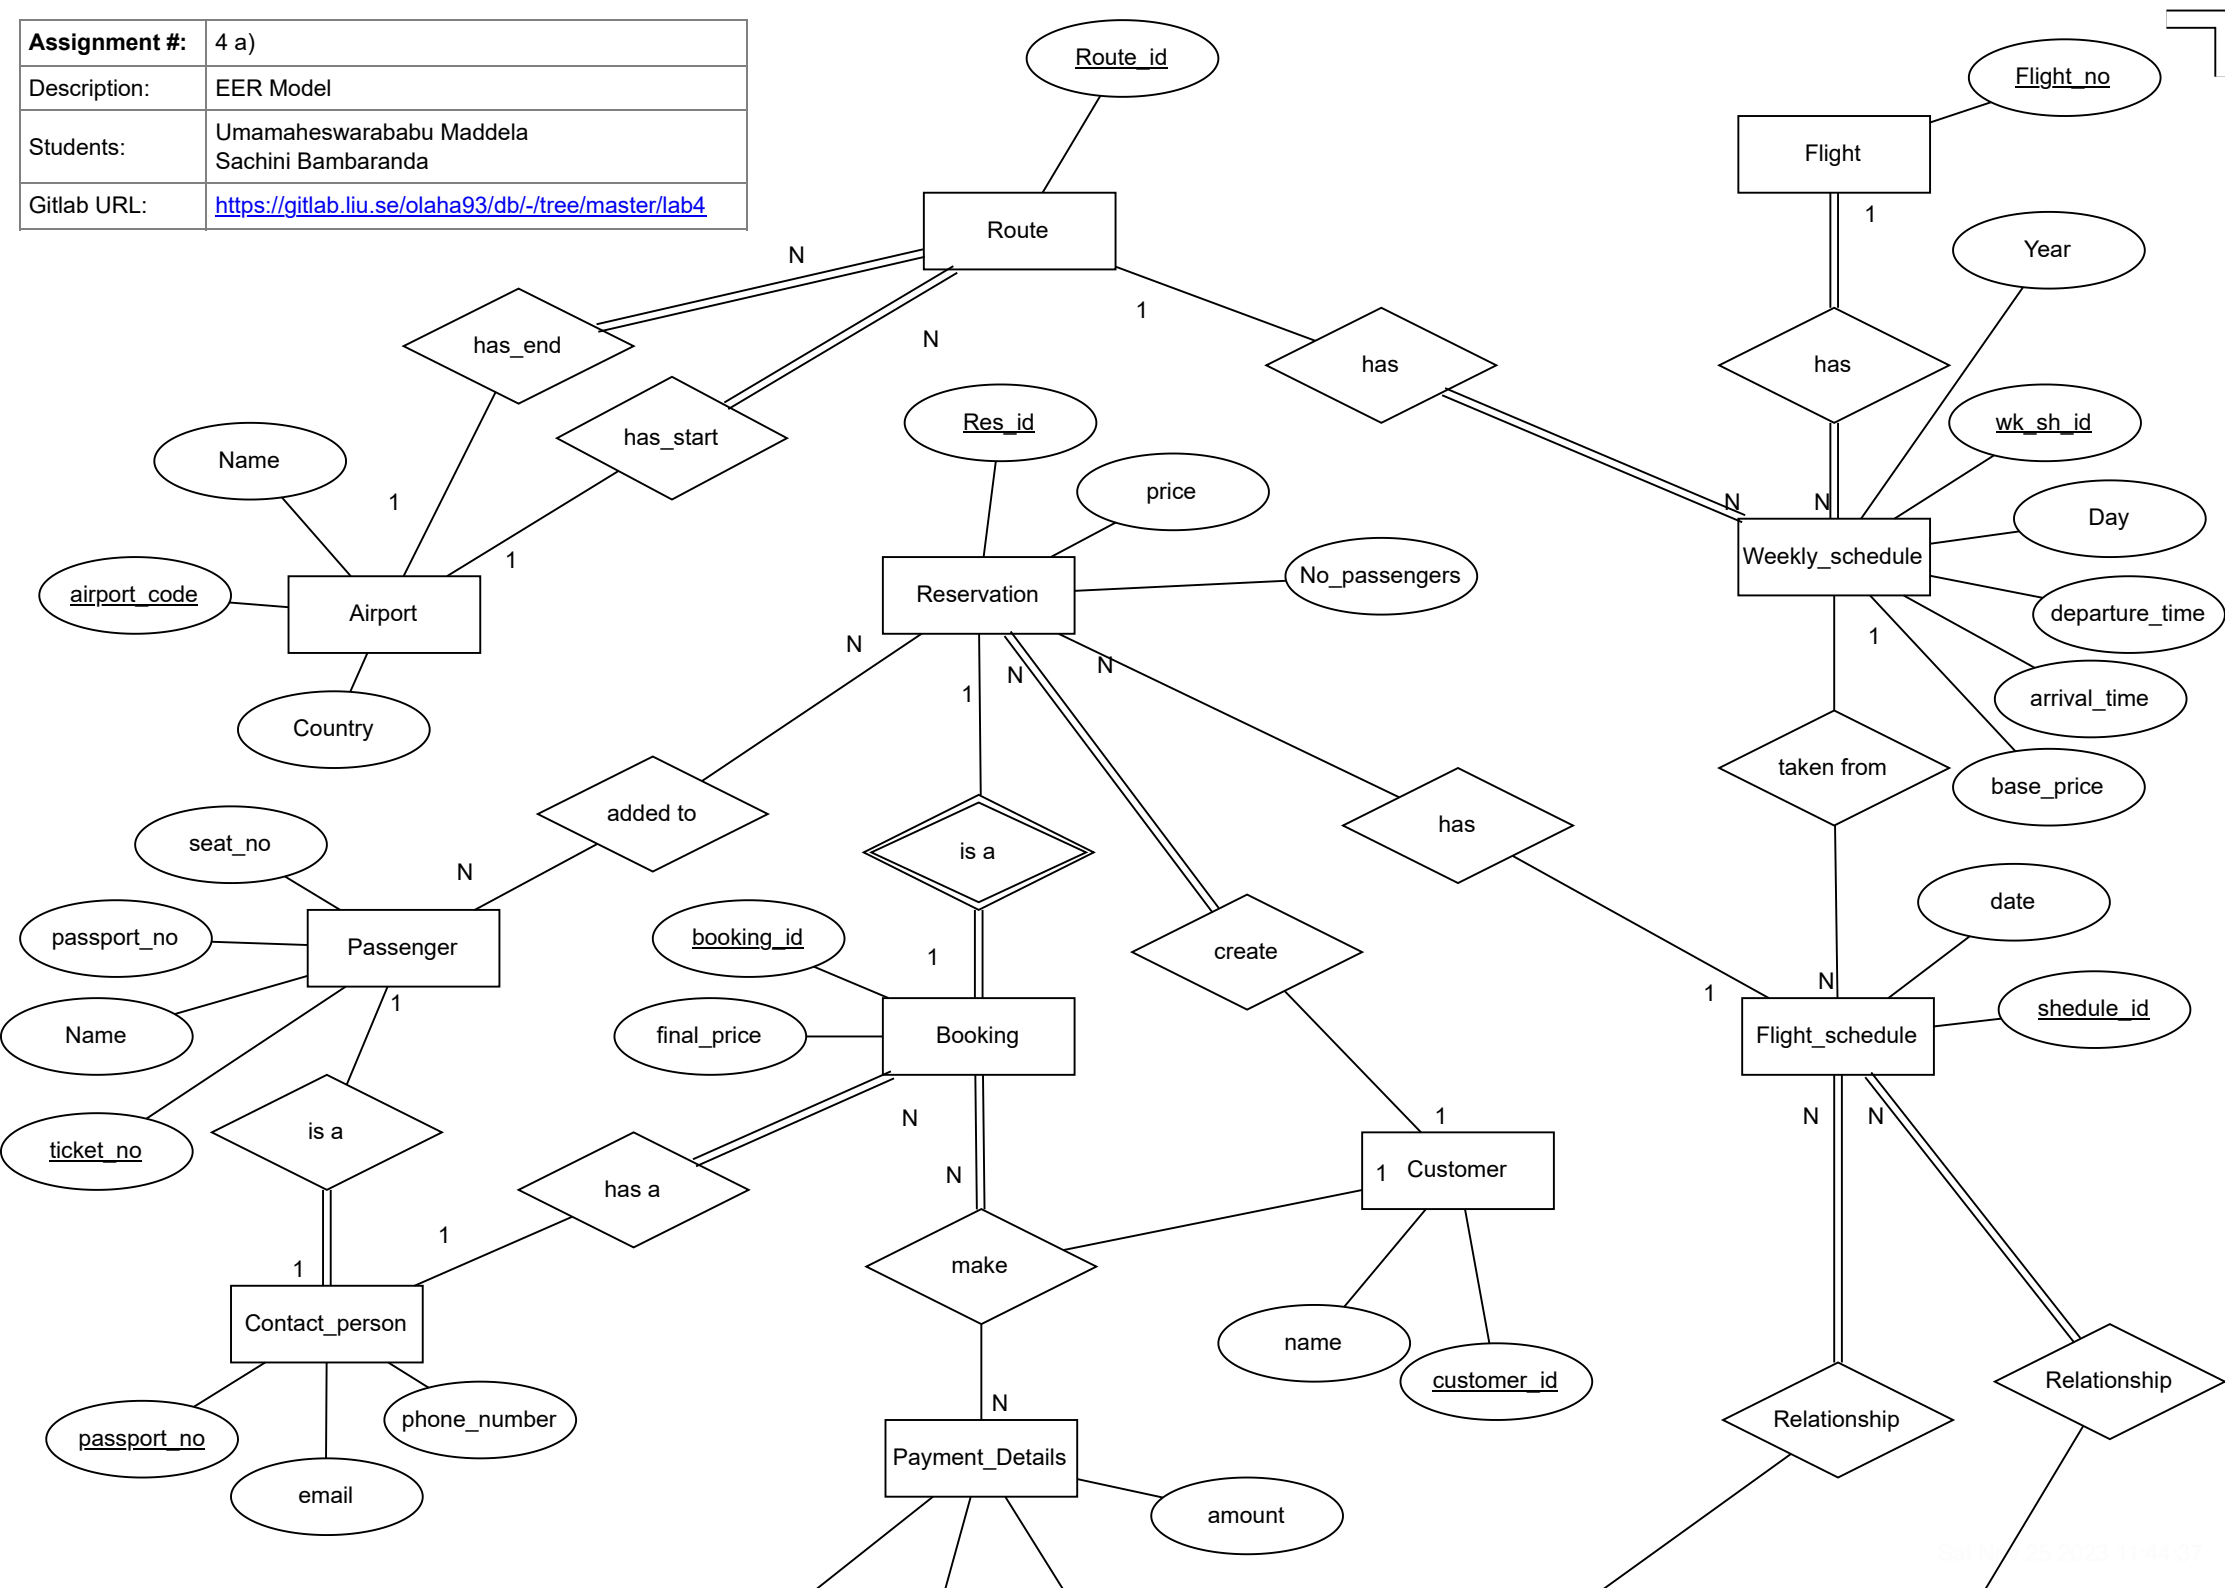 Assignment #: 4 a)
Description: EER Model
Students: Umamaheswarababu Maddela
Sachini Bambaranda
Gitlab URL: https://gitlab.liu.se/olaha93/db/-/tree/master/lab4
Route_id
Flight_no
Flight
1
Route
Year
N
1
N
has_end
has
has
has_start
Res_id
wk_sh_id
Name
price
1
N
N
Day
1
No_passengers
Weekly_schedule
airport_code
Reservation
Airport
departure_time
N
1
N
N
1
arrival_time
Country
taken from
base_price
added to
has
seat_no
is a
N
date
passport_no
booking_id
Passenger
create
1
N
1
1
shedule_id
Name
final_price
Booking
Flight_schedule
N
1
N
N
is a
ticket_no
N
1
Customer
has a
1
1
make
Contact_person
name
customer_id
Relationship
N
phone_number
Relationship
passport_no
Payment_Details
email
amount